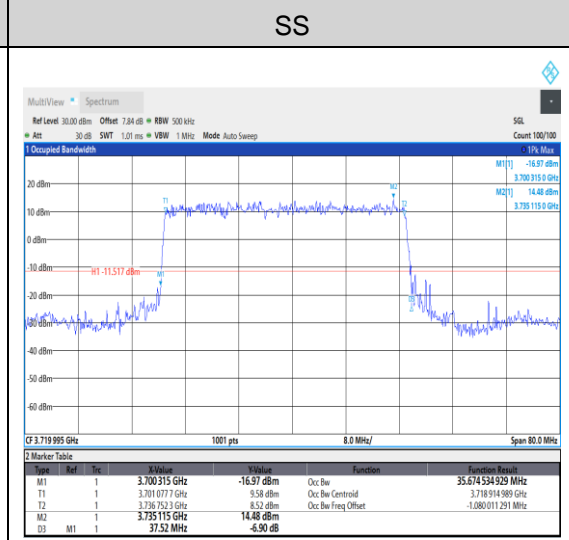 SS
MultiView Spectrum
Ref Level 30.00 dBm Offset 7.84 dB RBW 500 kHz SGL
Att 30 dB SWT 1.01 ms VBW 1 MHz Mode Auto Sweep Count 100/100
1 Occupied Bandwidth 1Pk Max
M1[1] -16.97 dBm
3.700 315 0 GHz
M2[1] 14.48 dBm
3.735 115 0 GHz
20 dBm
T1 M2 T2
10 dBm
0 dBm
-10 dBm
H1 -11.517 dBm
M1
-20 dBm
D3
-30 dBm
-40 dBm
-50 dBm
-60 dBm
CF 3.719 995 GHz 1001 pts 8.0 MHz/ Span 80.0 MHz
2 Marker Table
Type Ref Trc X-Value Y-Value Function Function Result
M1 1 3.700 315 GHz -16.97 dBm Occ Bw 35.674 534 929 MHz
T1 1 3.701 077 7 GHz 9.58 dBm Occ Bw Centroid 3.718 914 989 GHz
T2 1 3.736 752 3 GHz 8.52 dBm Occ Bw Freq Offset -1.080 011 291 MHz
M2 1 3.735 115 GHz 14.48 dBm
D3 M1 1 37.52 MHz -6.90 dB